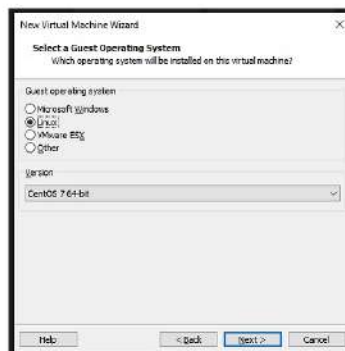 New Virtual Machine Wizard
Select a Guest Operating System
Which operating system will be installed on this virtual machine?
Guest operating system
Microsoft Windows
Linux
VMware ESX
Other
Version
CentOS 7 64-bit
Help
< Back
Next >
Cancel